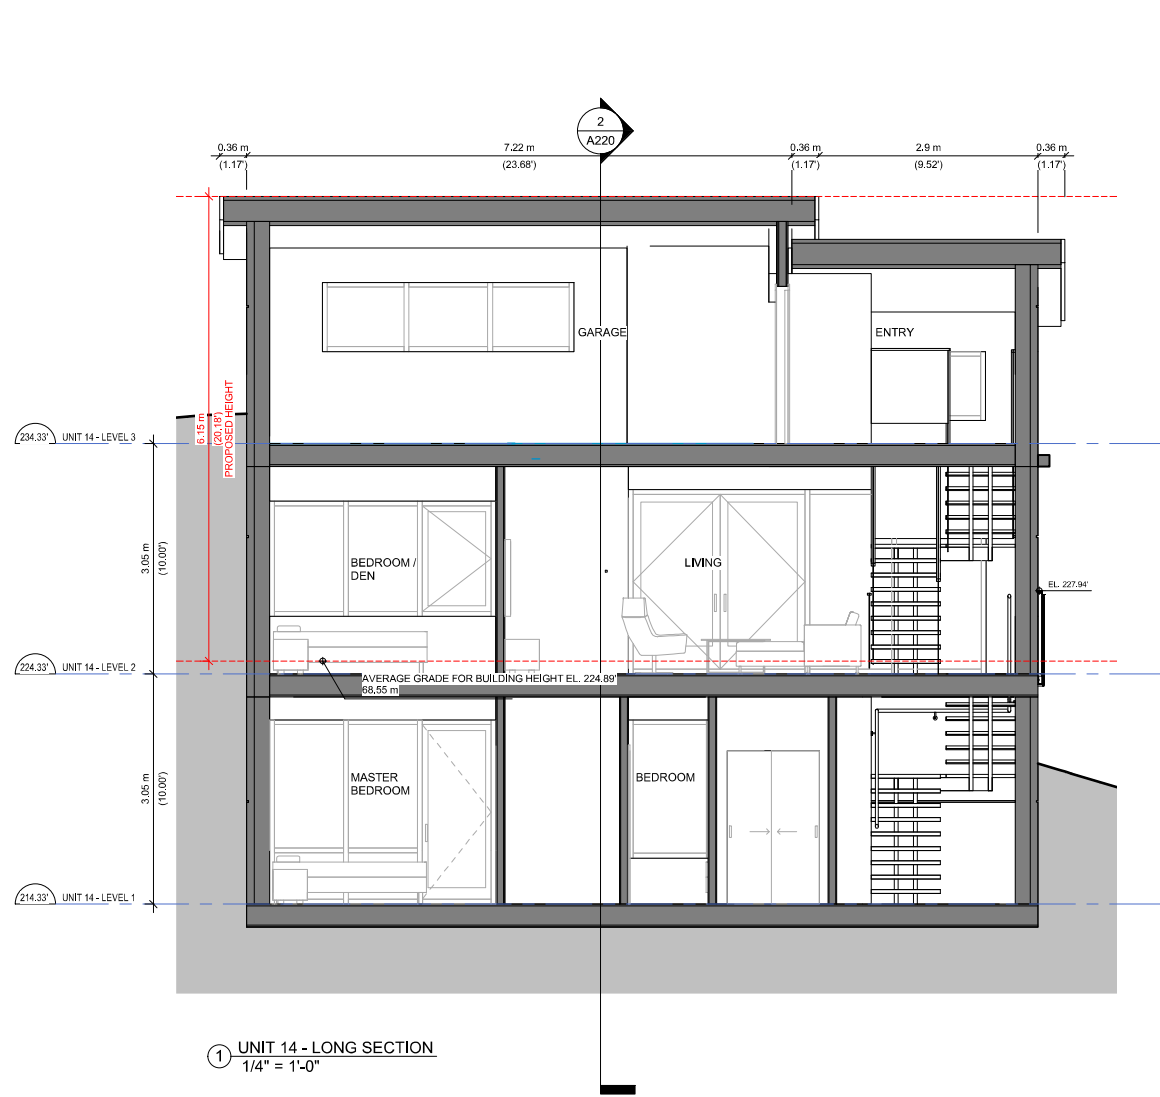 2
A220
0.36 m
7.22 m
0.36 m
2.9 m
0.36 m
(1.17')
(23.68')
(1.17')
(9.52')
(1.17')
GARAGE
ENTRY
6.15 m
(20.18')
PROPOSED HEIGHT
234.33'
UNIT 14 - LEVEL 3
3.05 m
(10.00')
BEDROOM /
DEN
LIVING
EL. 227.94'
224.33'
UNIT 14 - LEVEL 2
AVERAGE GRADE FOR BUILDING HEIGHT EL. 224.89'
68,55 m
3.05 m
(10.00')
MASTER
BEDROOM
BEDROOM
214.33'
UNIT 14 - LEVEL 1
1
UNIT 14 - LONG SECTION
1/4" = 1'-0"